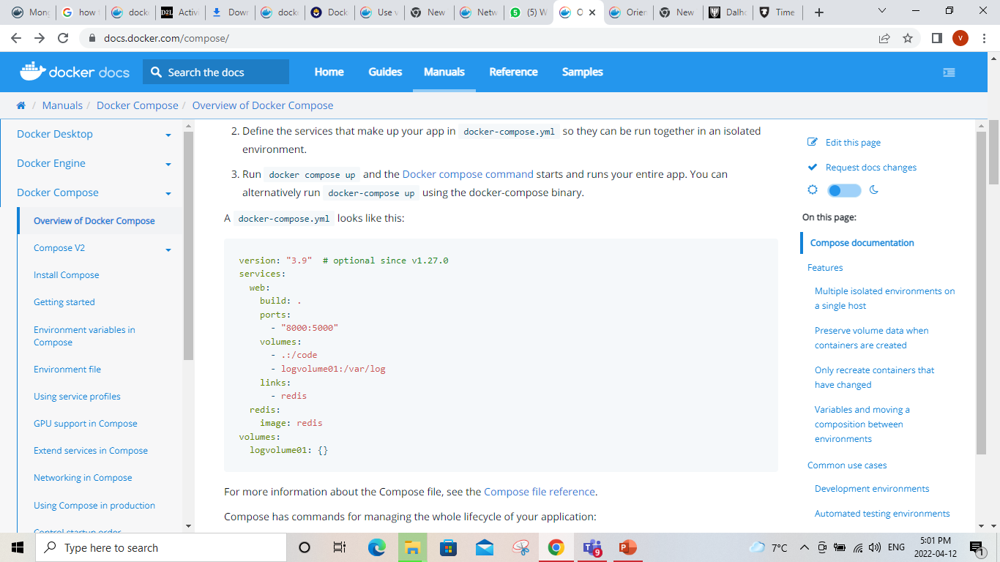 Mong
how
docke
D2L Activi
Down
docke
Dock
Use v
New
Netw
(5) W
O
Orien
New
Dalho
Time
docs.docker.com/compose/
V
docker docs
Search the docs
Home
Guides
Manuals
Reference
Samples
/ Manuals / Docker Compose / Overview of Docker Compose
Docker Desktop
Docker Engine
Docker Compose
Overview of Docker Compose
Compose V2
Install Compose
Getting started
Environment variables in
Compose
Environment file
Using service profiles
GPU support in Compose
Extend services in Compose
Networking in Compose
Using Compose in production
Control startup order
2. Define the services that make up your app in docker-compose.yml so they can be run together in an isolated
environment.
3. Run docker compose up and the Docker compose command starts and runs your entire app. You can
alternatively run docker-compose up using the docker-compose binary.
A docker-compose.yml looks like this:
version: "3.9" # optional since v1.27.0
services:
web:
build: .
ports:
- "8000:5000"
volumes:
- .:/code
- logvolume01:/var/log
links:
- redis
redis:
image: redis
volumes:
logvolume01: {}
For more information about the Compose file, see the Compose file reference.
Compose has commands for managing the whole lifecycle of your application:
Edit this page
Request docs changes
On this page:
Compose documentation
Features
Multiple isolated environments on
a single host
Preserve volume data when
containers are created
Only recreate containers that
have changed
Variables and moving a
composition between
environments
Common use cases
Development environments
Automated testing environments
Type here to search
9
7°C
ENG
5:01 PM
2022-04-12
1